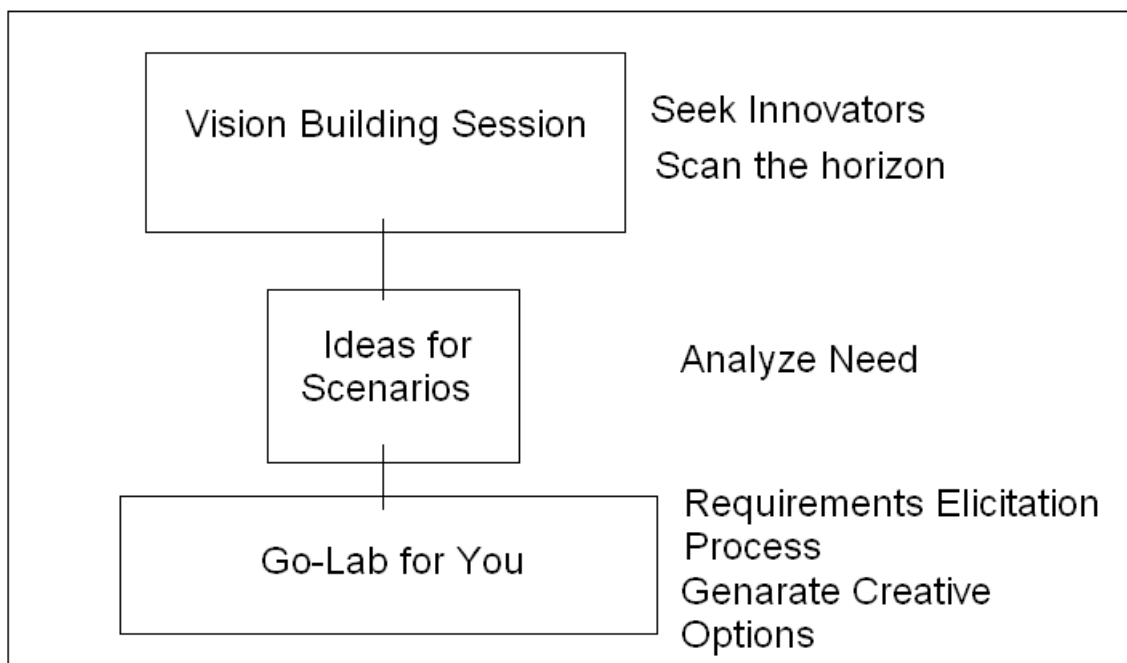 Vision Building Session
Seek Innovators
Scan the horizon
Ideas for
Scenarios
Analyze Need
Go-Lab for You
Requirements Elicitation
Process
Genarate Creative
Options